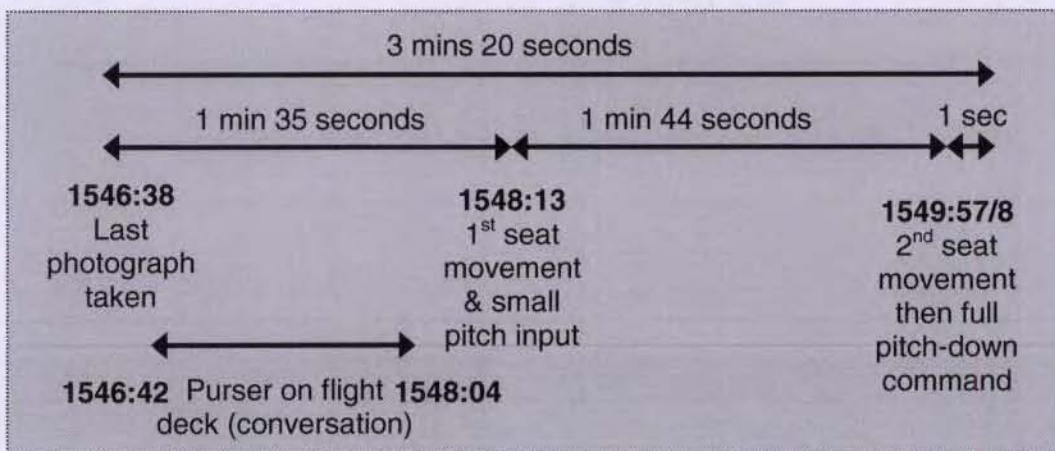 3 mins 20 seconds
1 min 35 seconds
1 min 44 seconds
1 sec
1546:38
Last
photograph
taken
1548:13
1st seat
movement
& small
pitch input
1549:57/8
2nd seat
movement
then full
pitch-down
command
1546:42 Purser on flight 1548:04
deck (conversation)